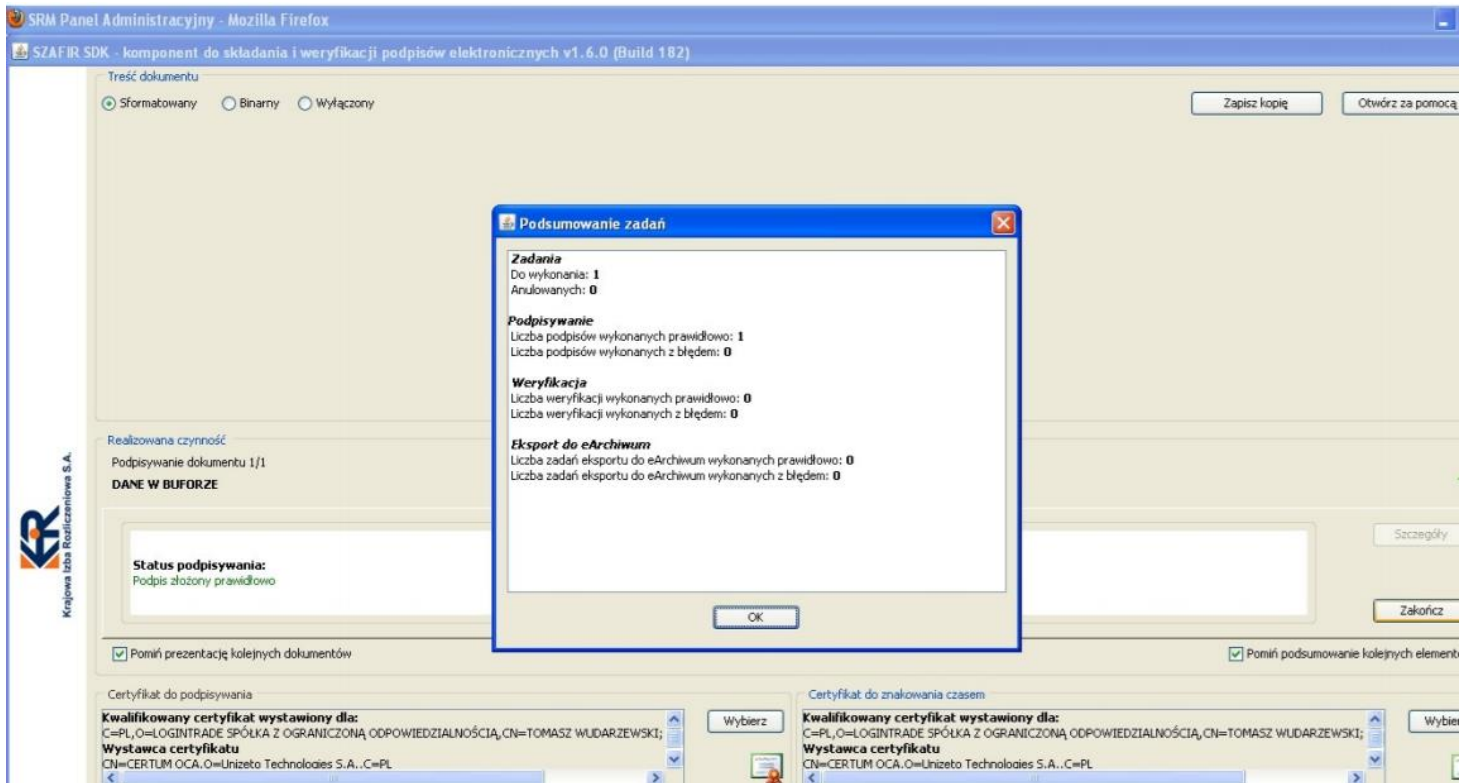 SRM Panel Administracyjny - Mozilla Firefox
SZAFIR SDK - komponent do składania i weryfikacji podpisów elektronicznych v1.6.0 (Build 182)
Treść dokumentu
Sformatowany Binarny Wyłączony Zapisz kopię Otwórz za pomocą
Podsumowanie zadań
Zadania
Do wykonania: 1
Anulowanych: 0
Podpisywanie
Liczba podpisów wykonanych prawidłowo: 1
Liczba podpisów wykonanych z błędem: 0
Weryfikacja
Liczba weryfikacji wykonanych prawidłowo: 0
Liczba weryfikacji wykonanych z błędem: 0
Eksport do eArchiwum
Liczba zadań eksportu do eArchiwum wykonanych prawidłowo: 0
Liczba zadań eksportu do eArchiwum wykonanych z błędem: 0
OK
Realizowana czynność
Podpisywanie dokumentu 1/1
DANE W BUFORZE
KIR
Krajowa Izba Rozliczeniowa S.A.
Szczegóły
Status podpisywania:
Podpis złożony prawidłowo
Zakończ
Pomiń prezentację kolejnych dokumentów Pomiń podsumowanie kolejnych element
Certyfikat do podpisywania
Kwalifikowany certyfikat wystawiony dla:
C=PL,O=LOGINTRADE SPÓŁKA Z OGRANICZONĄ ODPOWIEDZIALNOŚCIĄ,CN=TOMASZ WUDARZEWSKI;
Wystawca certyfikatu
CN=CERTUM OCA.O=Unizeto Technologies S.A..C=PL
Wybierz
Certyfikat do znakowania czasem
Kwalifikowany certyfikat wystawiony dla:
C=PL,O=LOGINTRADE SPÓŁKA Z OGRANICZONĄ ODPOWIEDZIALNOŚCIĄ,CN=TOMASZ WUDARZEWSKI;
Wystawca certyfikatu
CN=CERTUM OCA.O=Unizeto Technologies S.A..C=PL
Wybier